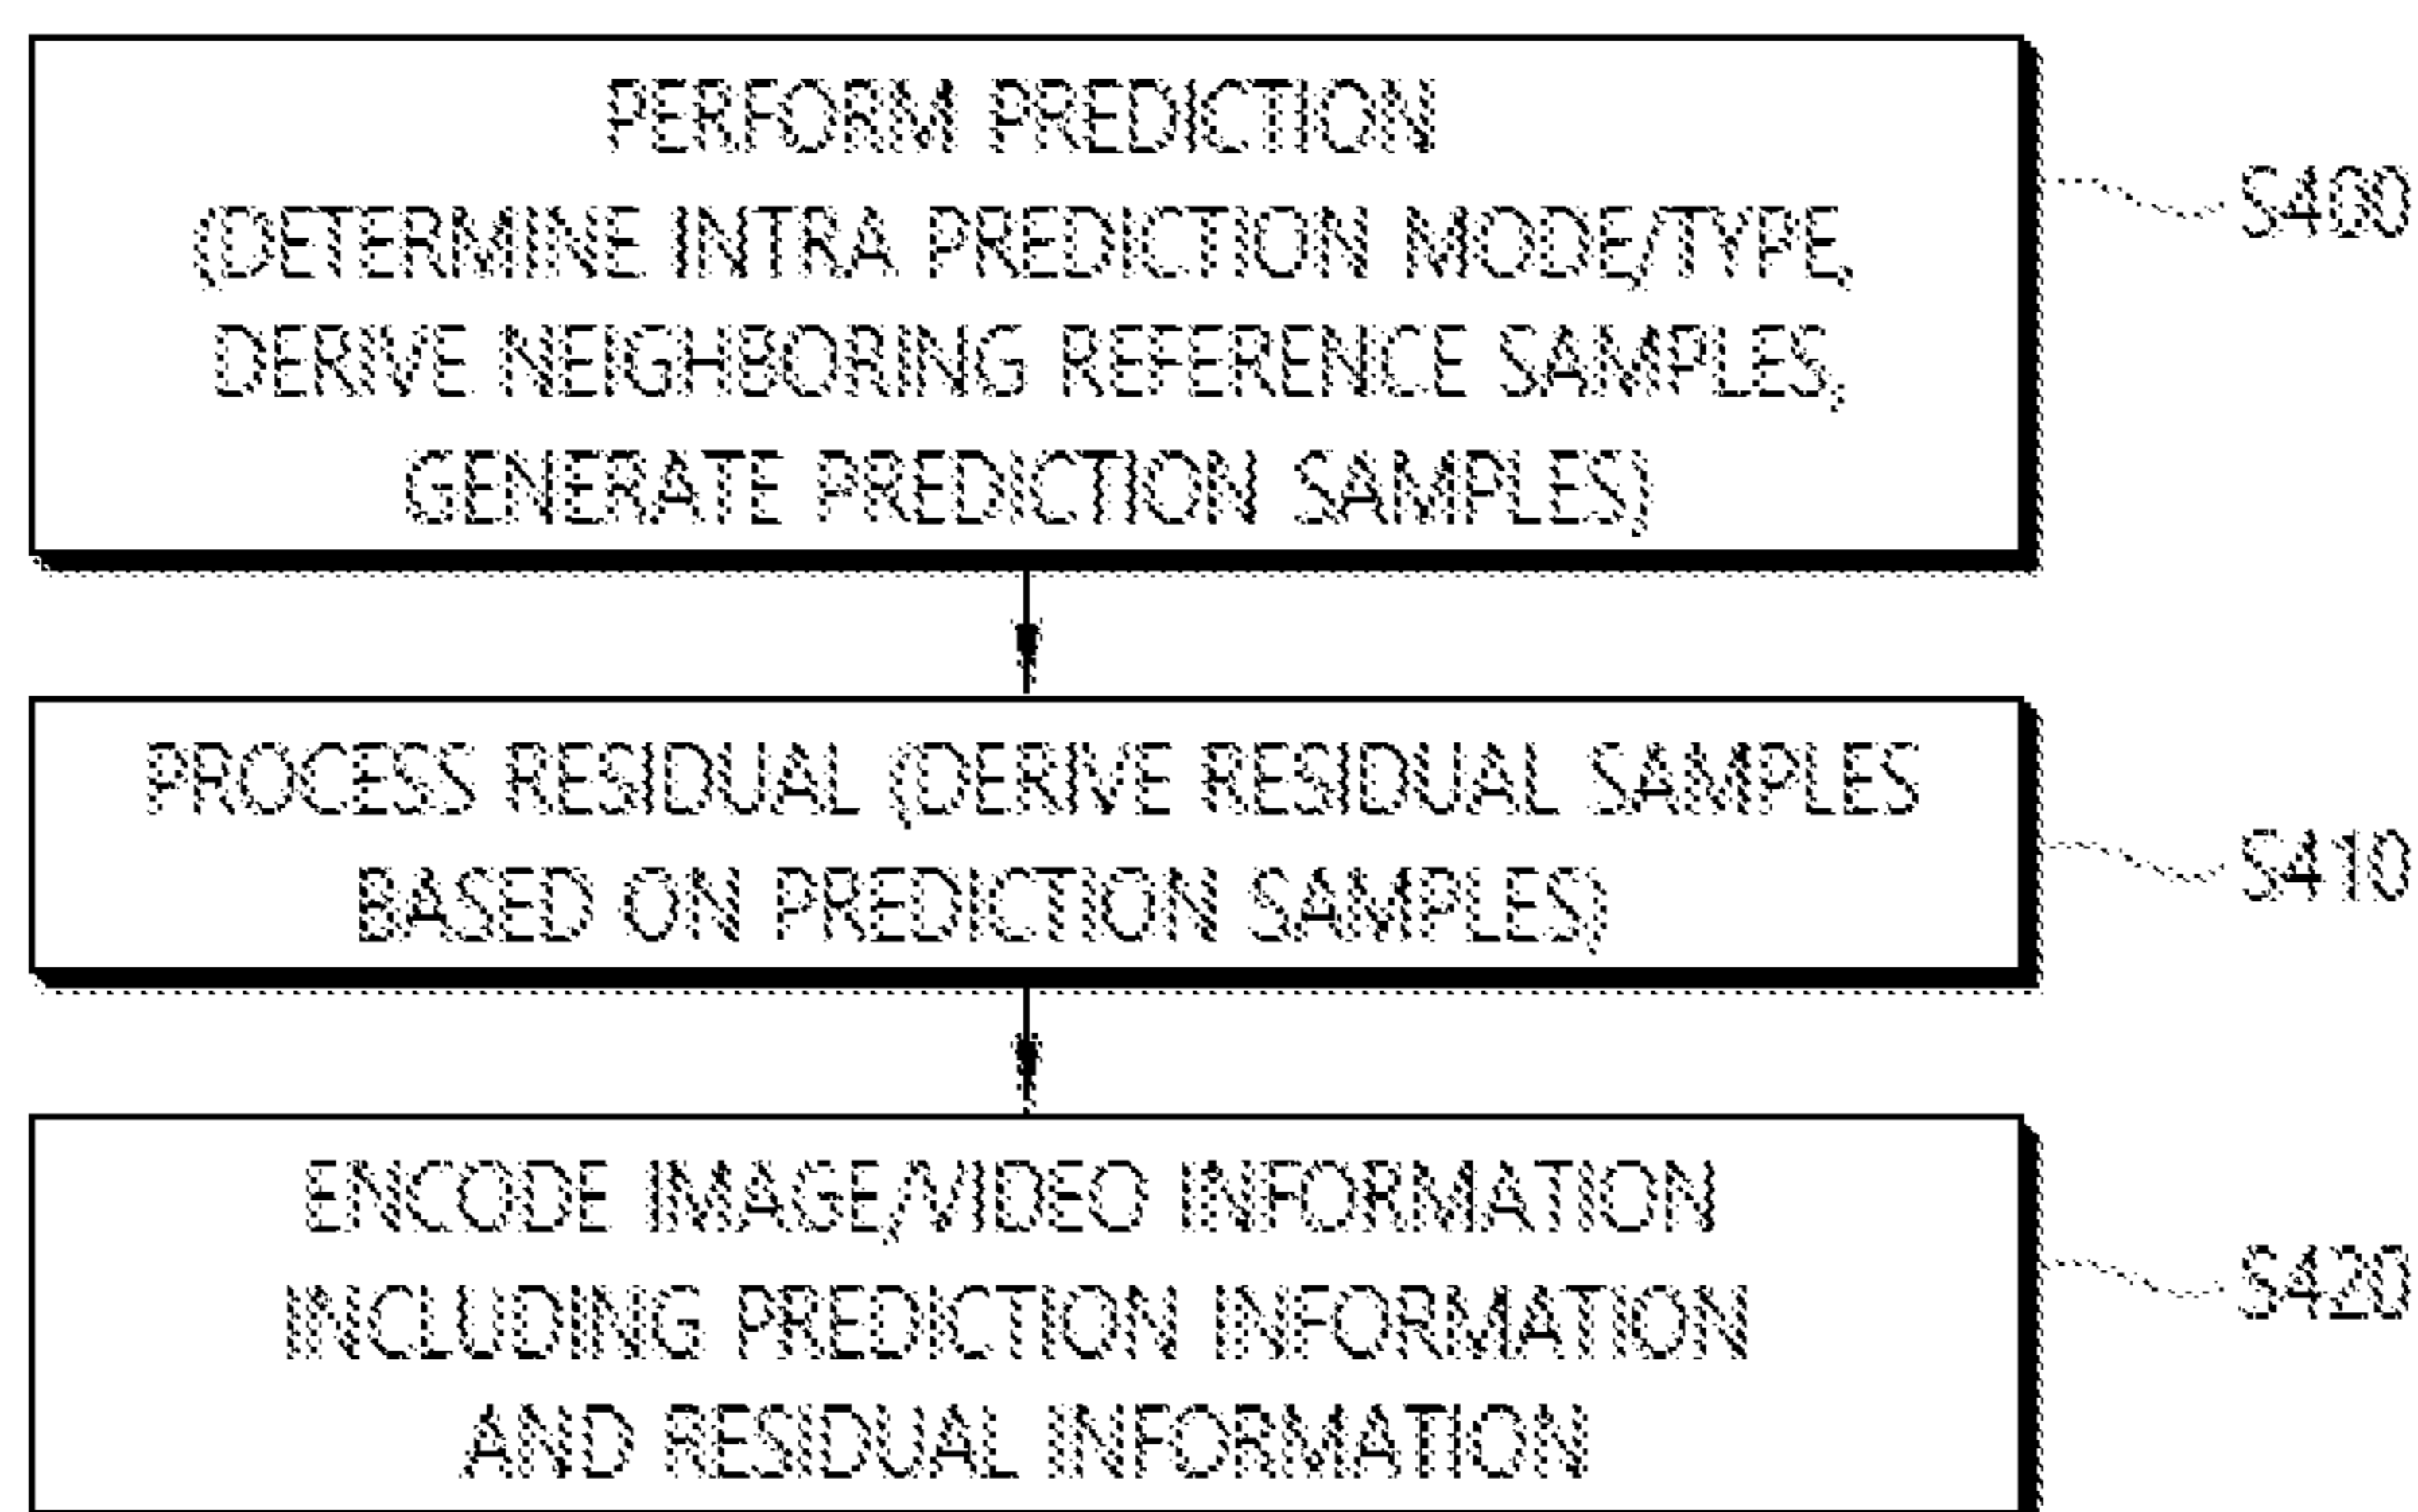 PERFORM PREDICTION
(DETERMINE INTRA PREDICTION MODE/TYPE,
DERIVE NEIGHBORING REFERENCE SAMPLES,
GENERATE PREDICTION SAMPLES)
S400
PROCESS RESIDUAL (DERIVE RESIDUAL SAMPLES
BASED ON PREDICTION SAMPLES)
S410
ENCODE IMAGE/VIDEO INFORMATION
INCLUDING PREDICTION INFORMATION
AND RESIDUAL INFORMATION
S420